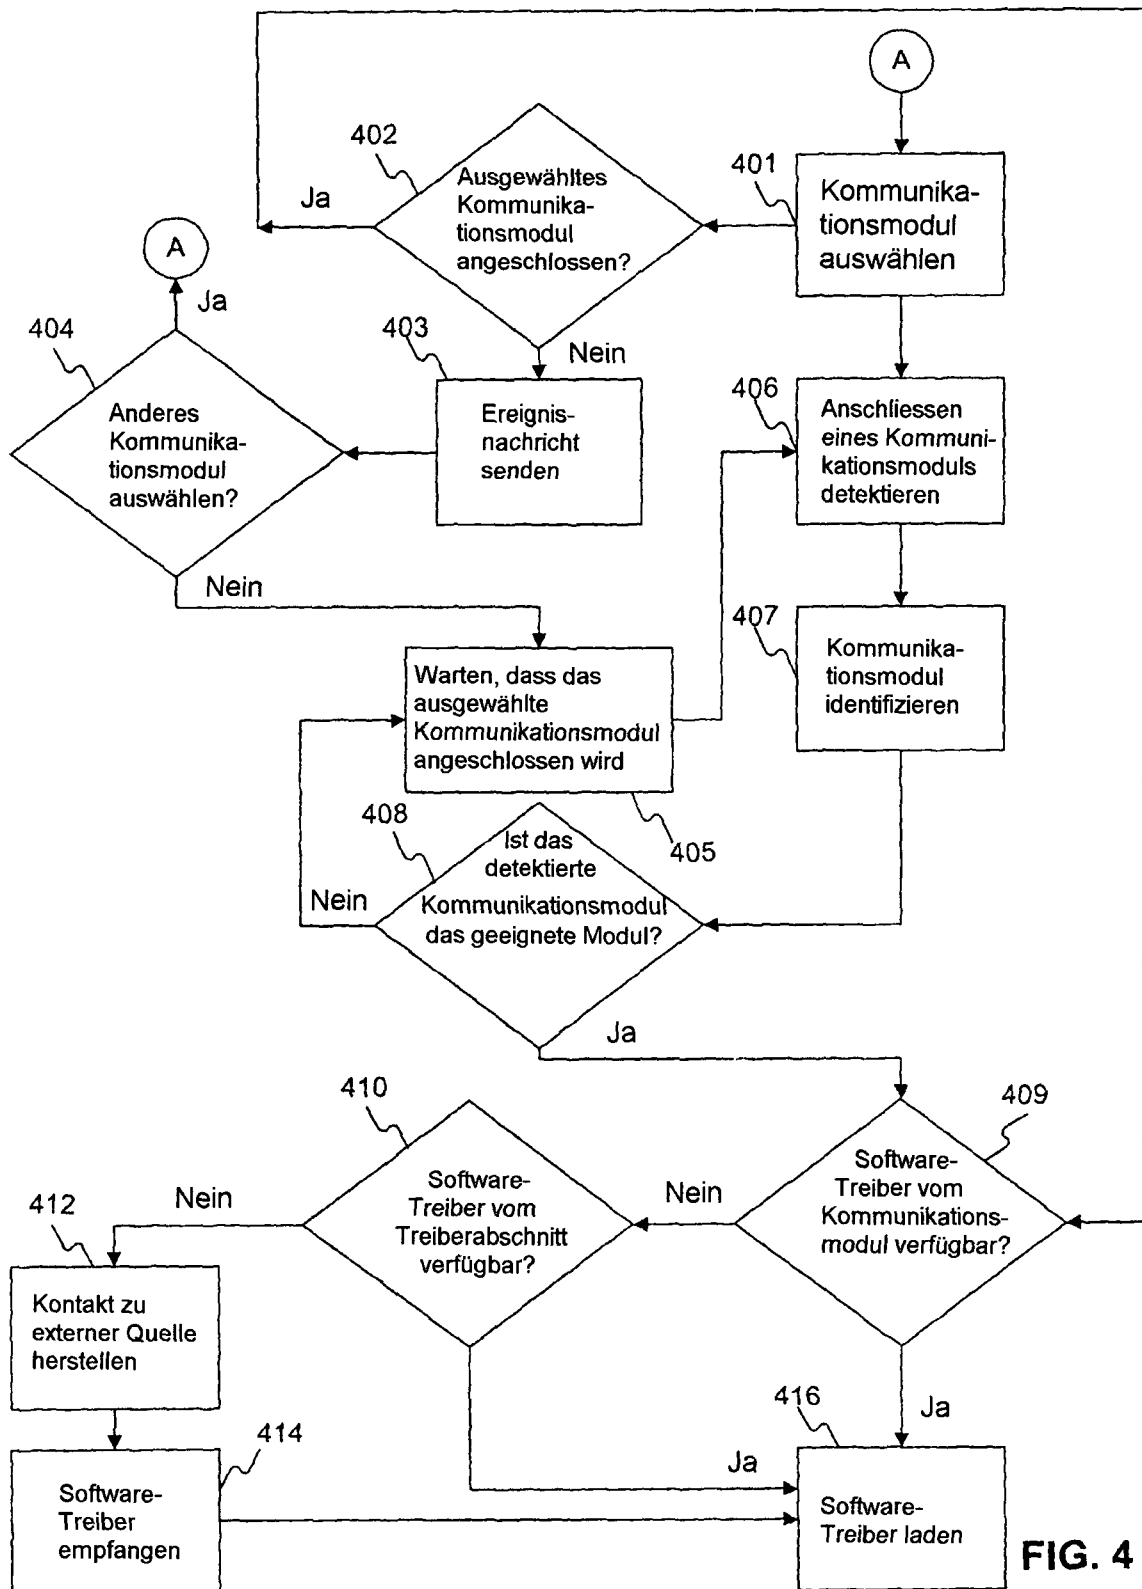 A
401
Kommunika-
tionsmodul
auswählen
402
Ausgewähltes
Kommunika-
tionsmodul
angeschlossen?
Ja
Nein
403
Ereignis-
nachricht
senden
A
Ja
404
Anderes
Kommunika-
tionsmodul
auswählen?
Nein
406
Anschliessen
eines Kommuni-
kationsmoduls
detektieren
407
Kommunika-
tionsmodul
identifizieren
Warten, dass das
ausgewählte
Kommunikationsmodul
angeschlossen wird
405
408
Ist das
detektierte
Kommunikationsmodul
das geeignete Modul?
Nein
Ja
409
Software-
Treiber vom
Kommunikations-
modul verfügbar?
Nein
Ja
410
Software-
Treiber vom
Treiberabschnitt
verfügbar?
Nein
Ja
412
Kontakt zu
externer Quelle
herstellen
414
Software-
Treiber
empfangen
416
Software-
Treiber laden
FIG. 4